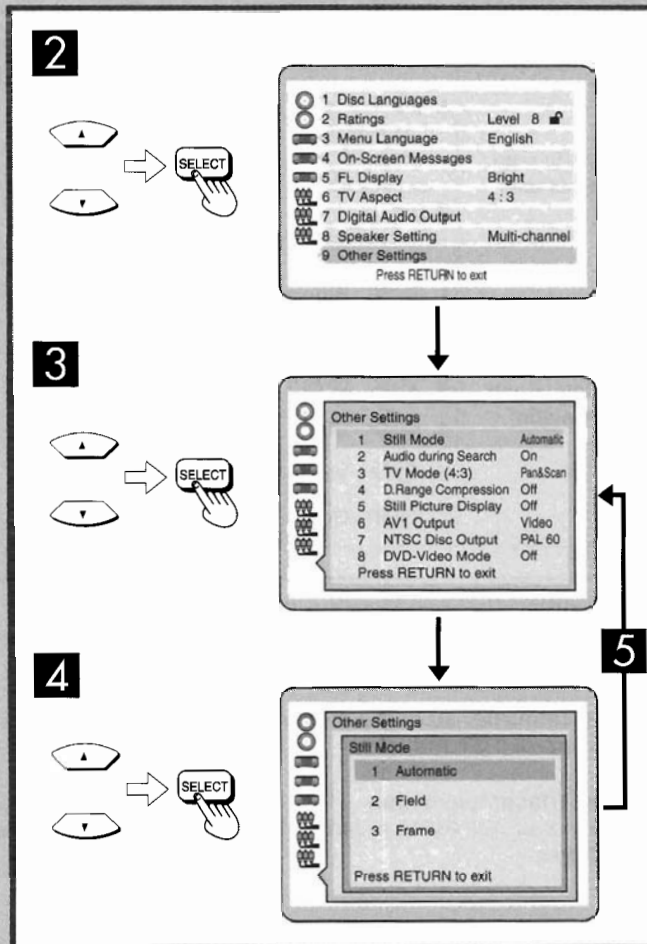 2
SELECT
1 Disc Languages
2 Ratings Level 8
3 Menu Language English
4 On-Screen Messages
5 FL Display Bright
6 TV Aspect 4 : 3
7 Digital Audio Output
8 Speaker Setting Multi-channel
9 Other Settings
Press RETURN to exit
3
SELECT
Other Settings
1 Still Mode Automatic
2 Audio during Search On
3 TV Mode (4:3) Pan&Scan
4 D.Range Compression Off
5 Still Picture Display Off
6 AV1 Output Video
7 NTSC Disc Output PAL 60
8 DVD-Video Mode Off
Press RETURN to exit
5
4
SELECT
Other Settings
Still Mode
1 Automatic
2 Field
3 Frame
Press RETURN to exit